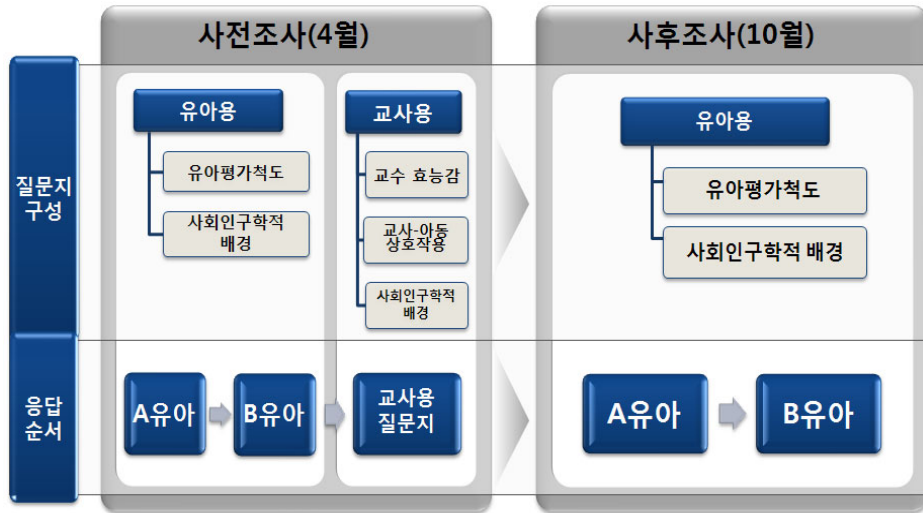 사전조사(4월)
사후조사(10월)
질문지
구성
유아용
유아평가척도
사회인구학적
배경
교사용
교수 효능감
교사-아동
상호작용
사회인구학적
배경
유아용
유아평가척도
사회인구학적 배경
응답
순서
A유아
B유아
교사용
질문지
A유아
B유아